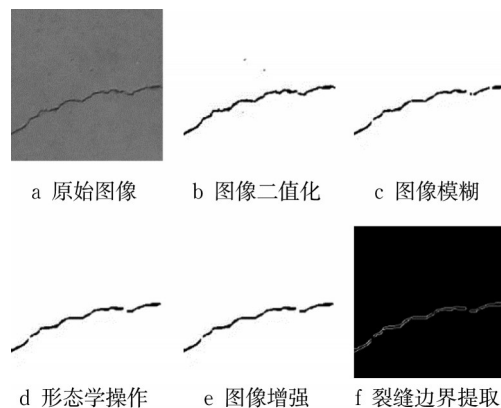 a 原始图像
b 图像二值化
c 图像模糊
d 形态学操作
e 图像增强
f 裂缝边界提取